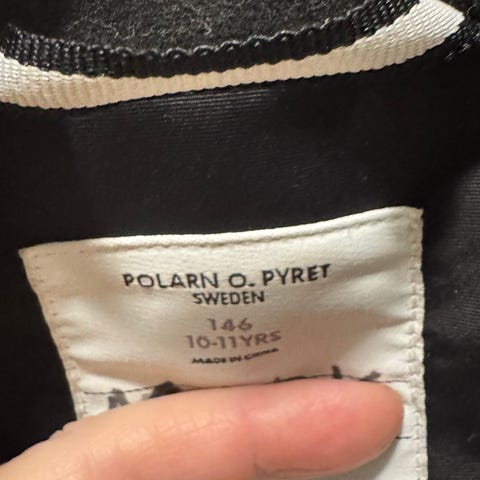 POLARN O. PYRET
SWEDEN
146
10-11YRS
MADE IN CHINA